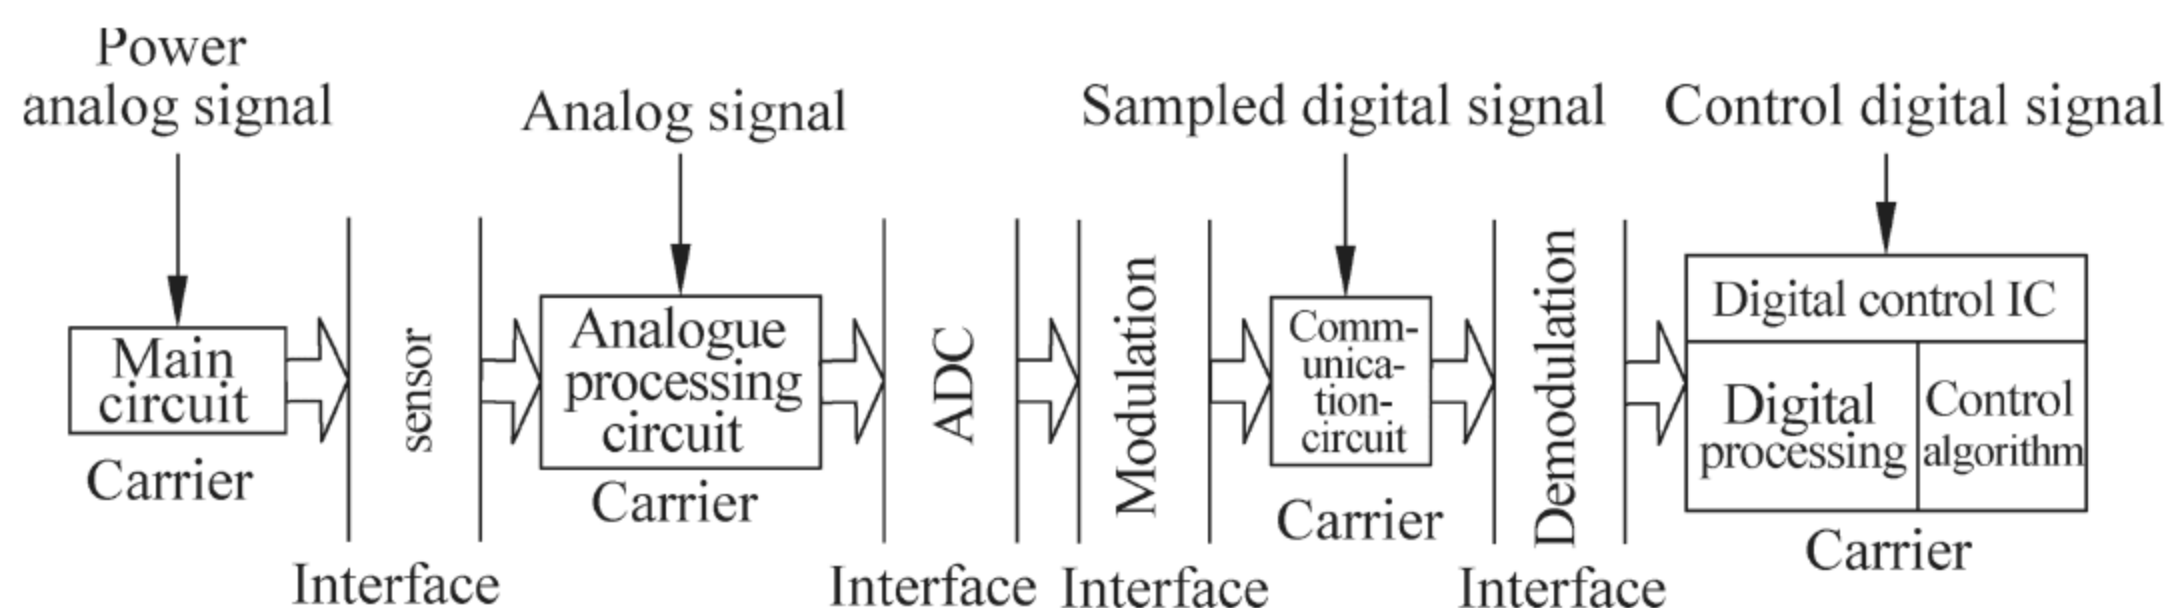 Power
analog signal
Analog signal
Sampled digital signal
Control digital signal
Main
circuit
Carrier
sensor
Interface
Analogue
processing
circuit
Carrier
ADC
Interface
Modulation
Interface
Comm-
unica-
tion-
circuit
Carrier
Demodulation
Interface
Digital control IC
Digital
processing
Control
algorithm
Carrier